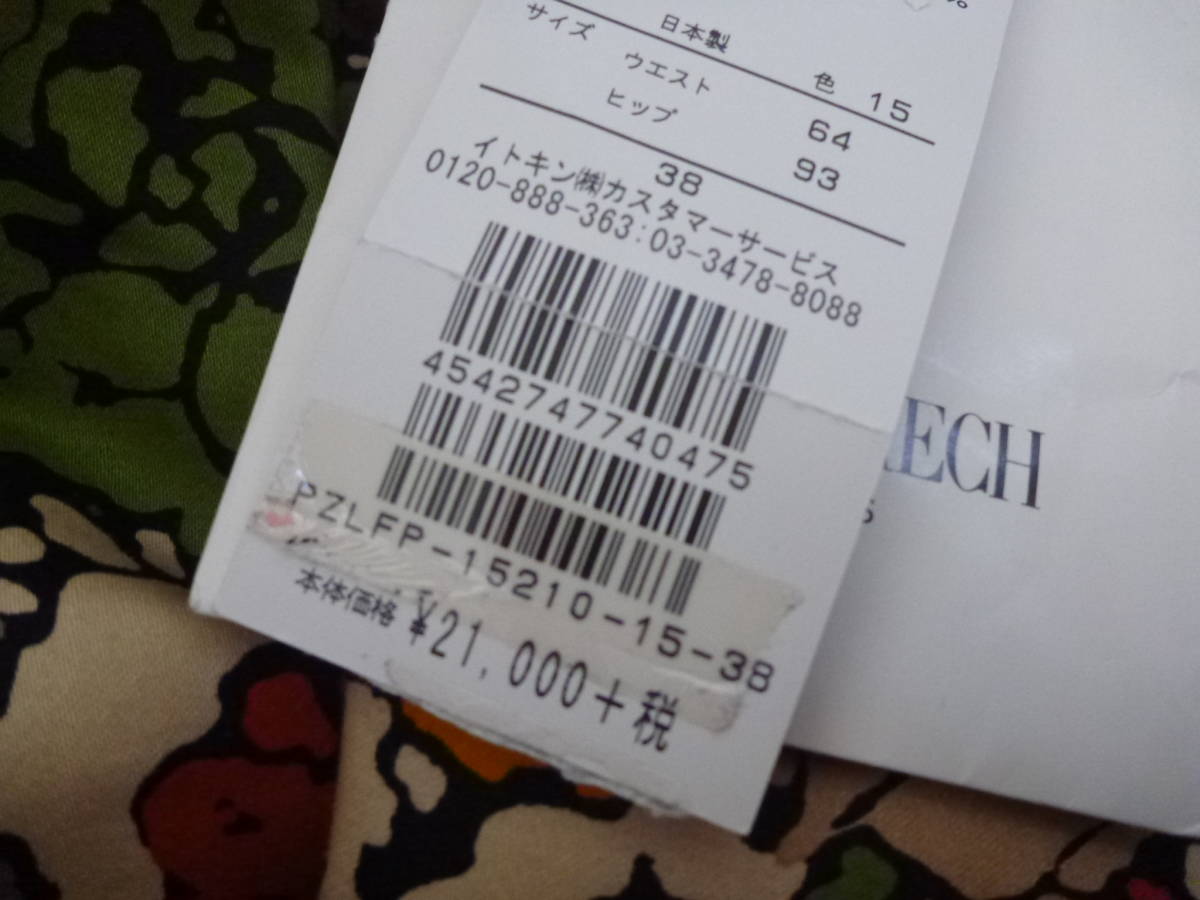 %
日本製 色 15
サイズ ウエスト 64
ヒップ 93
38
イトキン㈱カスタマーサービス
0120-888-363:03-3478-8088
4542747740475
PZLFP-15210-15-38
本体価格 ¥21,000+税
ECH